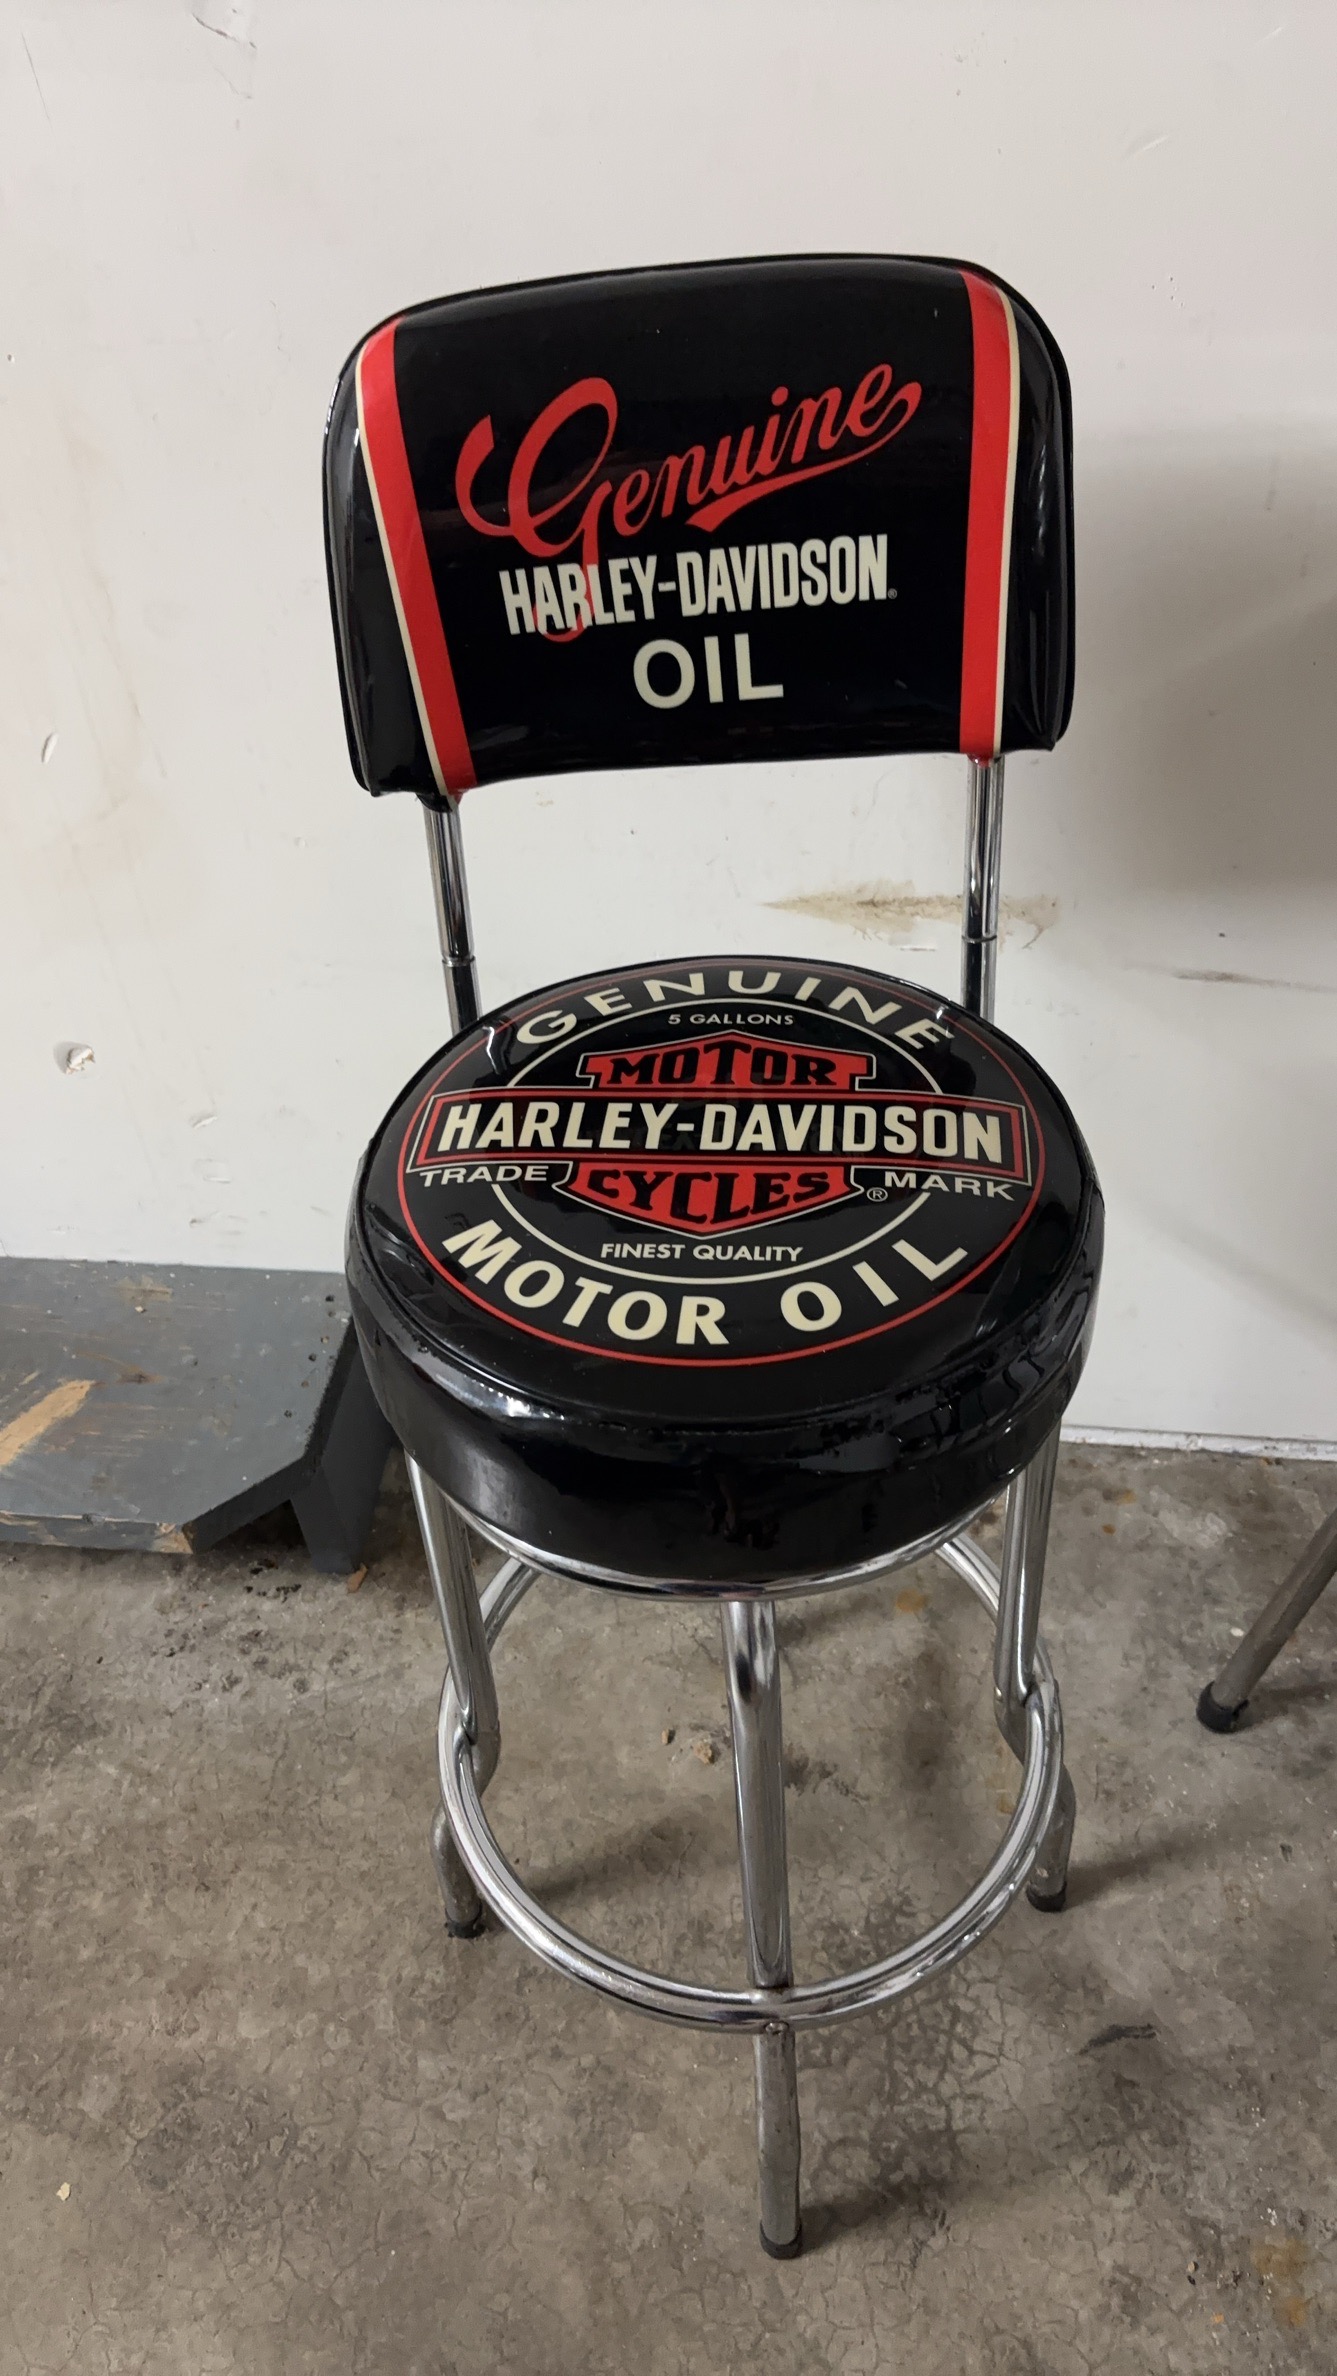 Genuine
HARLEY-DAVIDSON®
OIL
GENUINE
5 GALLONS
MOTOR
HARLEY-DAVIDSON
TRADE MARK
CYCLES ®
FINEST QUALITY
MOTOR OIL